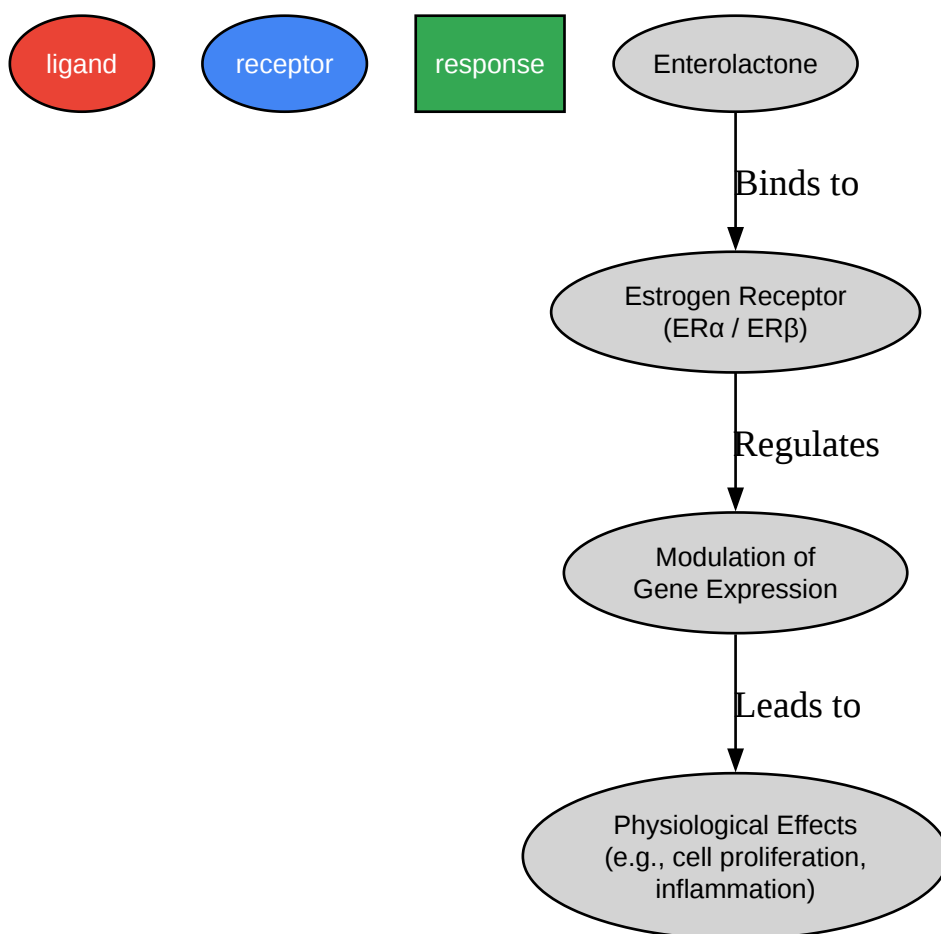 ligand
receptor
response
Enterolactone
Binds to
Estrogen Receptor
(ERα / ERβ)
Regulates
Modulation of
Gene Expression
Leads to
Physiological Effects
(e.g., cell proliferation,
inflammation)